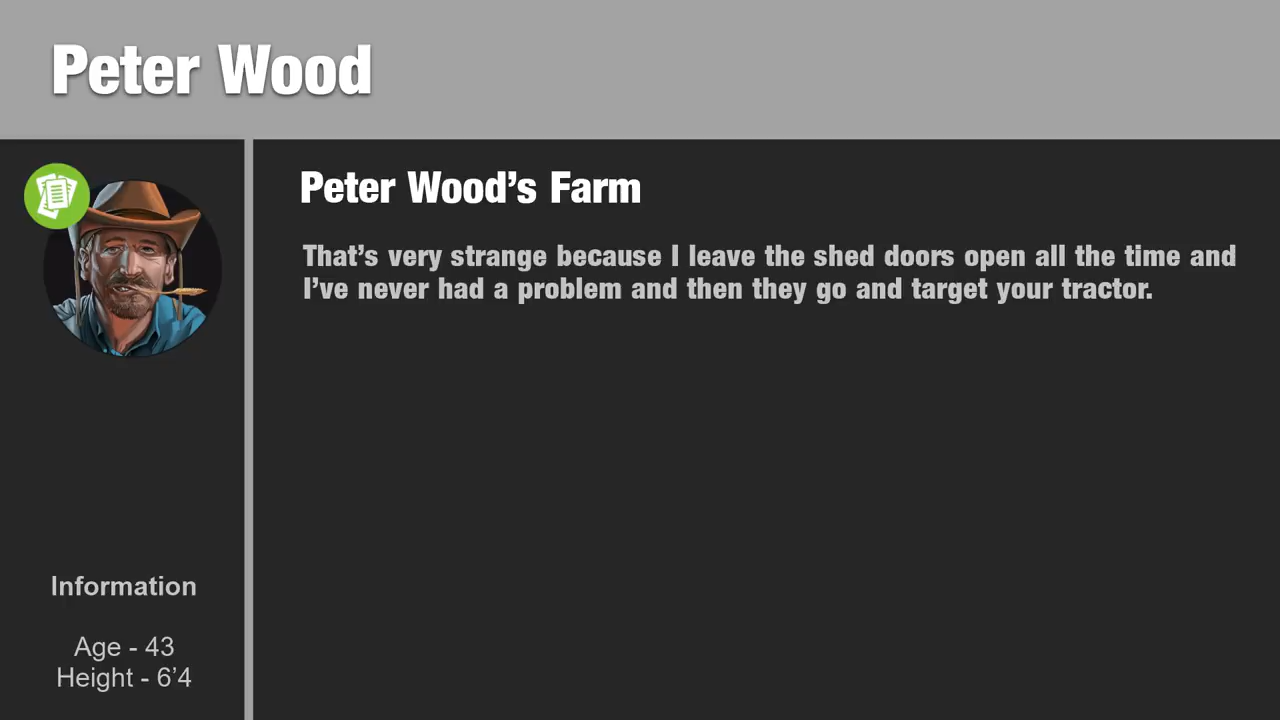 Peter Wood
Peter Wood’s Farm
That’s very strange because I leave the shed doors open all the time and
I’ve never had a problem and then they go and target your tractor.
Information
Age - 43
Height - 6’4